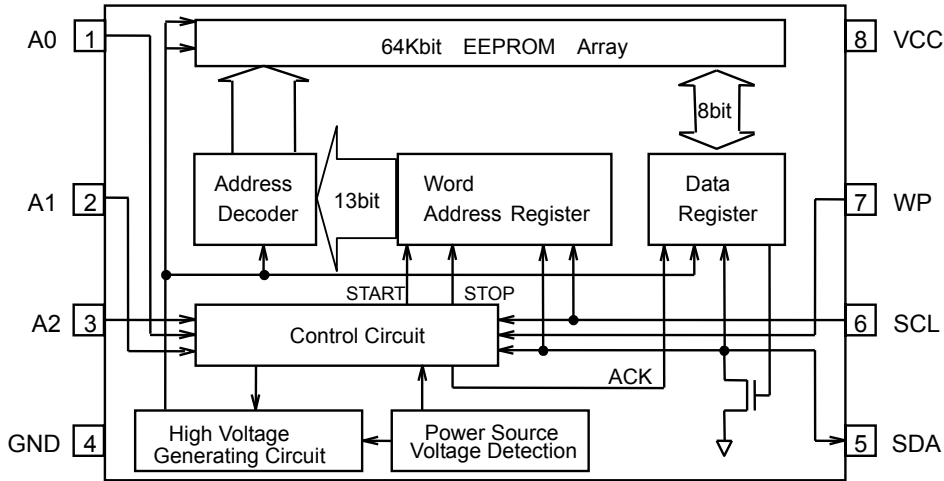 64Kbit EEPROM Array
A0 1
8 VCC
8bit
Address
Decoder
13bit
Word
Address Register
Data
Register
A1 2
7 WP
START
STOP
A2 3
Control Circuit
6 SCL
ACK
GND 4
High Voltage
Generating Circuit
Power Source
Voltage Detection
5 SDA